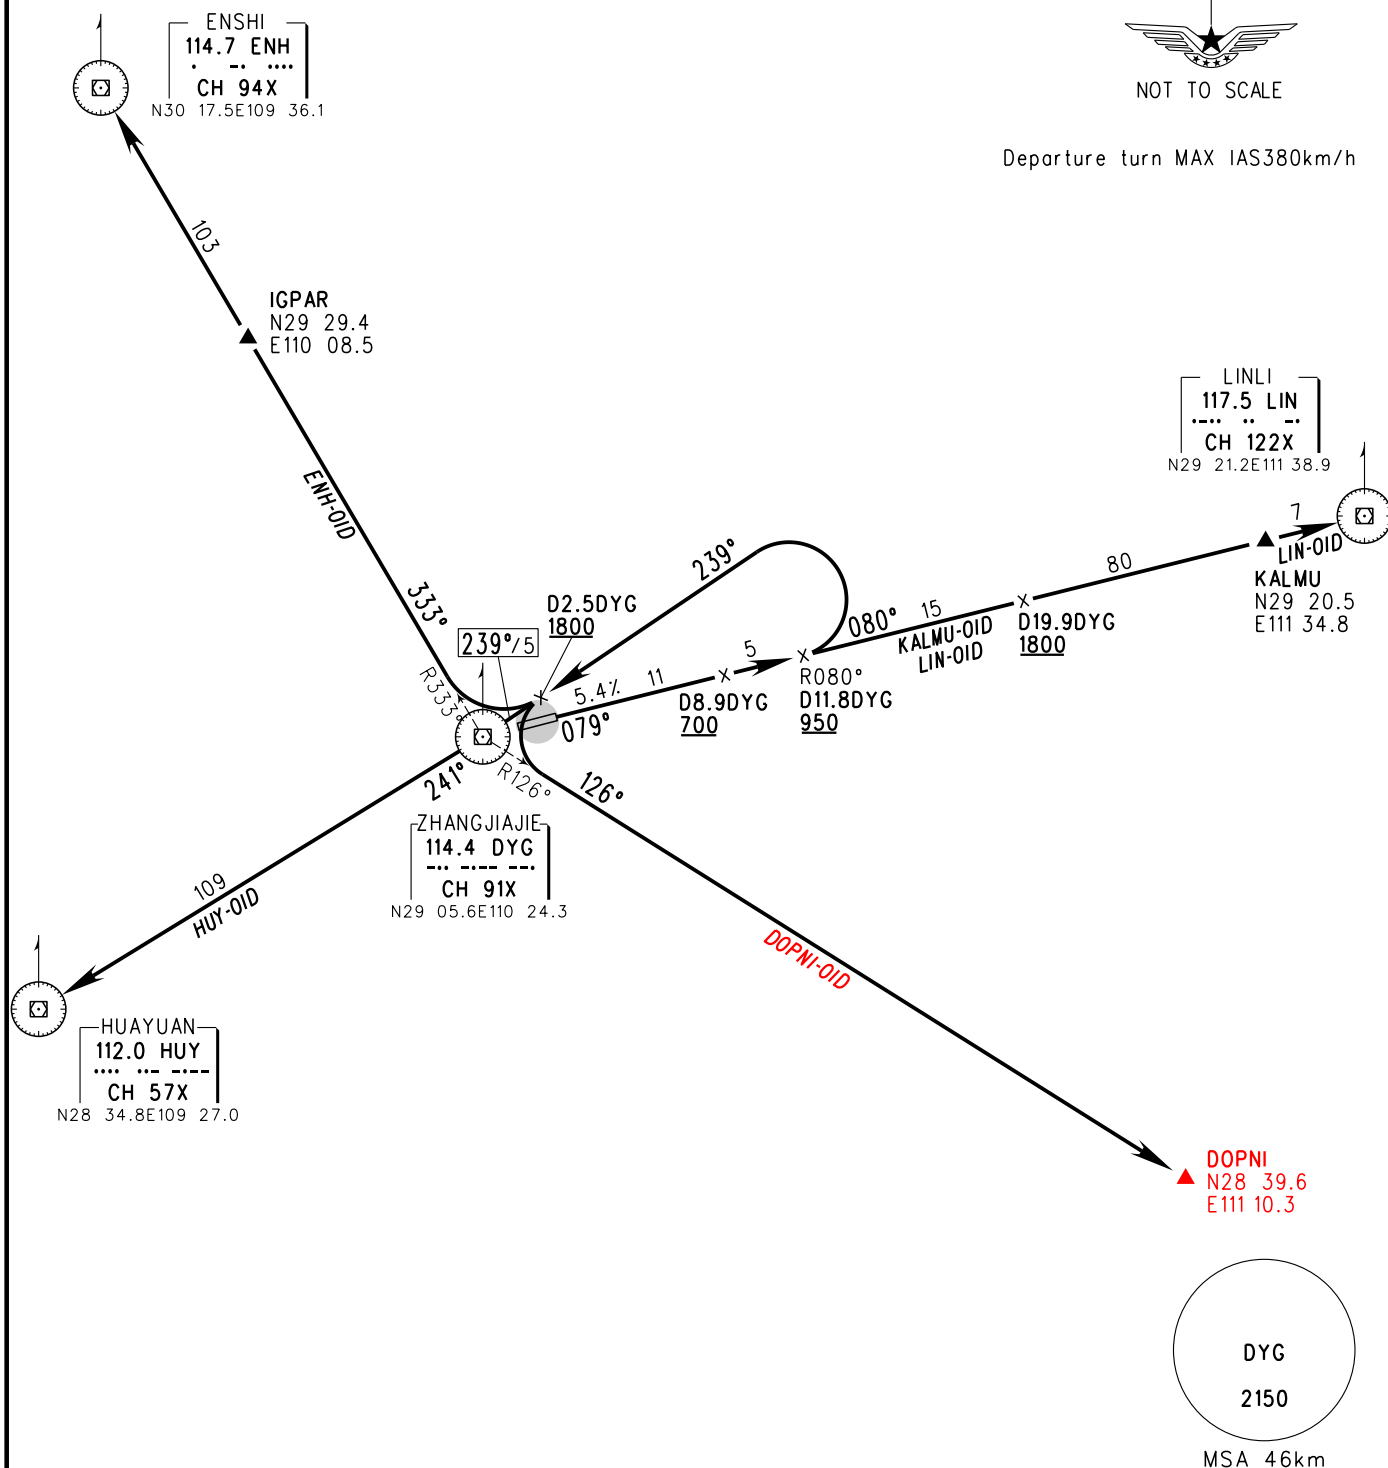 ENSHI
114.7 ENH
CH 94X
N30 17.5E109 36.1
NOT TO SCALE
Departure turn MAX IAS380km/h
103
IGPAR
N29 29.4
E110 08.5
ENH-01D
333°
R333°
LINLI
117.5 LIN
CH 122X
N29 21.2E111 38.9
7
LIN-01D
KALMU
N29 20.5
E111 34.8
80
239°
D2.5DYG
1800
239°/5
5.4%
11
079°
5
D8.9DYG
700
R080°
D11.8DYG
950
080°
15
KALMU-01D
LIN-01D
D19.9DYG
1800
241°
R126°
126°
ZHANGJIAJIE
114.4 DYG
CH 91X
N29 05.6E110 24.3
109
HUY-01D
DOPNI-01D
HUAYUAN
112.0 HUY
CH 57X
N28 34.8E109 27.0
DOPNI
N28 39.6
E111 10.3
DYG
2150
MSA 46km